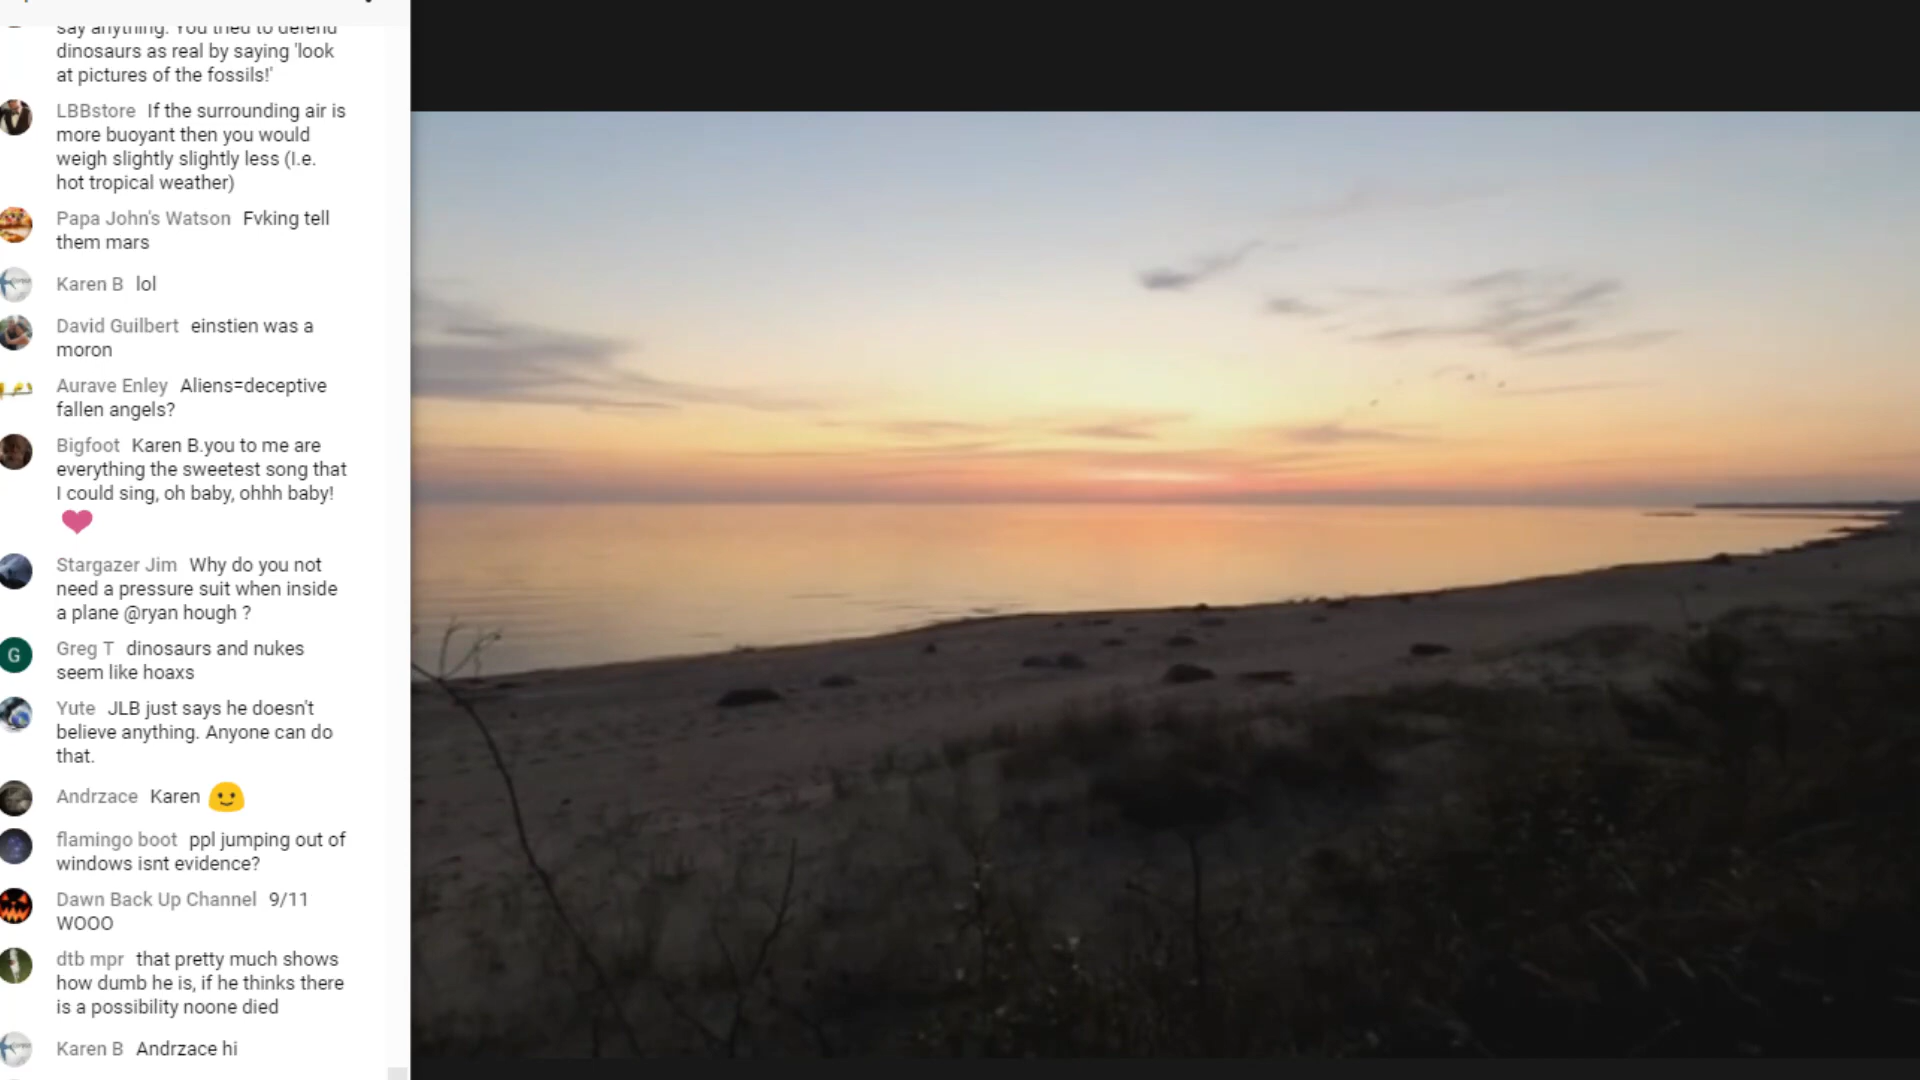 say anything. You tried to defend
dinosaurs as real by saying 'look
at pictures of the fossils!'
LBBstore If the surrounding air is
more buoyant then you would
weigh slightly slightly less (I.e.
hot tropical weather)
Papa John's Watson Fvking tell
them mars
Karen B lol
David Guilbert einstien was a
moron
Aurave Enley Aliens=deceptive
fallen angels?
Bigfoot Karen B.you to me are
everything the sweetest song that
I could sing, oh baby, ohhh baby!
Stargazer Jim Why do you not
need a pressure suit when inside
a plane @ryan hough ?
G
Greg T dinosaurs and nukes
seem like hoaxs
Yute JLB just says he doesn't
believe anything. Anyone can do
that.
Andrzace Karen
flamingo boot ppl jumping out of
windows isnt evidence?
Dawn Back Up Channel 9/11
WOOO
dtb mpr that pretty much shows
how dumb he is, if he thinks there
is a possibility noone died
Karen B Andrzace hi